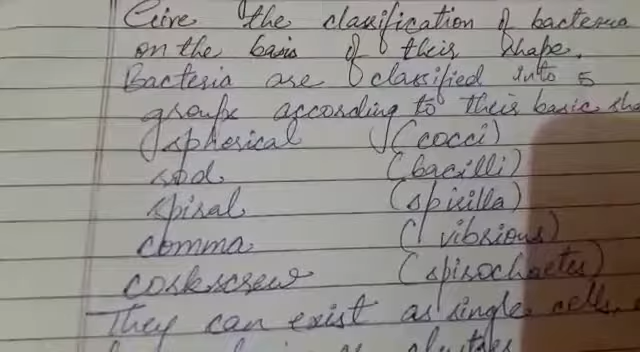 Give the classification of bacteria
on the basis of their shape.
Bacteria are classified into 5
groups according to their basic sha
spherical (cocci)
rod (bacilli)
spiral (spirilla)
comma (vibrious)
corkscrew (spirochaetes)
They can exist as single cells,